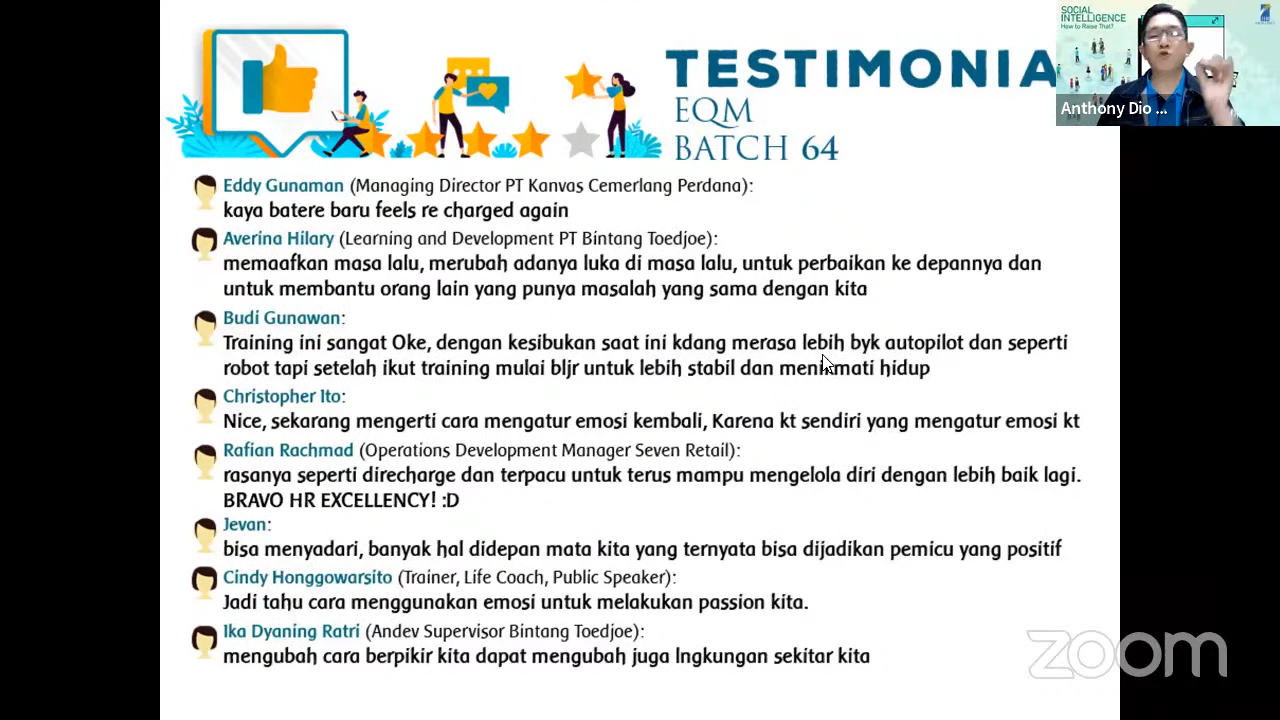 SOCIAL
INTELLIGENCE
How to Raise That?
Anthony Dio ...
TESTIMONIA
EQM
BATCH 64
Eddy Gunaman (Managing Director PT Kanvas Cemerlang Perdana):
kaya batere baru feels re charged again
Averina Hilary (Learning and Development PT Bintang Toedjoe):
memaafkan masa lalu, merubah adanya luka di masa lalu, untuk perbaikan ke depannya dan
untuk membantu orang lain yang punya masalah yang sama dengan kita
Budi Gunawan:
Training ini sangat Oke, dengan kesibukan saat ini kdang merasa lebih byk autopilot dan seperti
robot tapi setelah ikut training mulai bljr untuk lebih stabil dan menikmati hidup
Christopher Ito:
Nice, sekarang mengerti cara mengatur emosi kembali, Karena kt sendiri yang mengatur emosi kt
Rafian Rachmad (Operations Development Manager Seven Retail):
rasanya seperti direcharge dan terpacu untuk terus mampu mengelola diri dengan lebih baik lagi.
BRAVO HR EXCELLENCY! :D
Jevan:
bisa menyadari, banyak hal didepan mata kita yang ternyata bisa dijadikan pemicu yang positif
Cindy Honggowarsito (Trainer, Life Coach, Public Speaker):
Jadi tahu cara menggunakan emosi untuk melakukan passion kita.
Ika Dyaning Ratri (Andev Supervisor Bintang Toedjoe):
mengubah cara berpikir kita dapat mengubah juga lngkungan sekitar kita
zoom